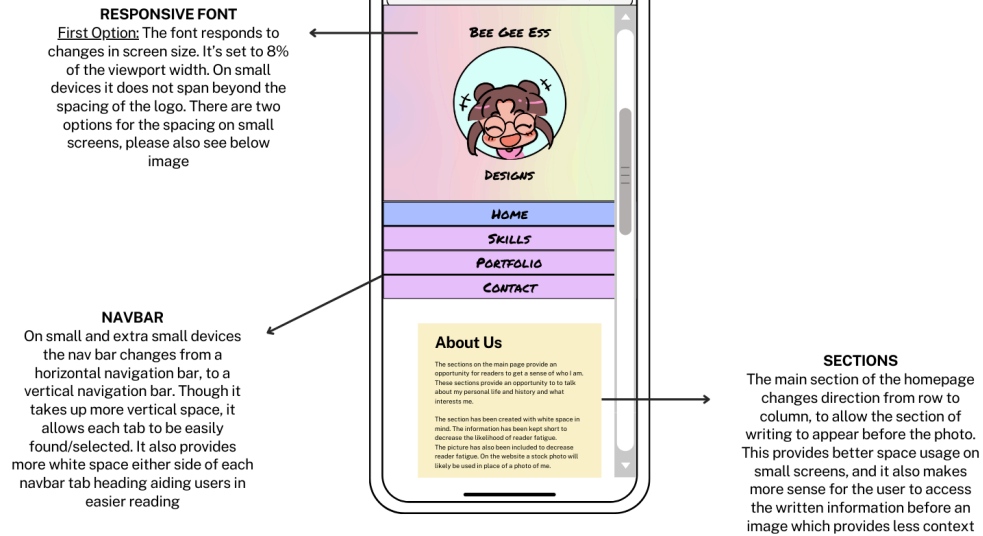 RESPONSIVE FONT
First Option: The font responds to
changes in screen size. It's set to 8%
of the viewport width. On small
devices it does not span beyond the
spacing of the logo. There are two
options for the spacing on small
screens, please also see below
image
BEE GEE ESS
DESIGNS
HOME
SKILLS
PORTFOLIO
CONTACT
NAVBAR
On small and extra small devices
the nav bar changes from a
horizontal navigation bar, to a
vertical navigation bar. Though it
takes up more vertical space, it
allows each tab to be easily
found/selected. It also provides
more white space either side of each
navbar tab heading aiding users in
easier reading
About Us
The sections on the main page provide an
opportunity for readers to get a sense of who I am.
These sections provide an opportunity to to talk
about my personal life and history and what
interests me.
The section has been created with white space in
mind. The information has been kept short to
decrease the likelihood of reader fatigue.
The picture has also been included to decrease
reader fatigue. On the website a stock photo will
likely be used in place of a photo of me.
SECTIONS
The main section of the homepage
changes direction from row to
column, to allow the section of
writing to appear before the photo.
This provides better space usage on
small screens, and it also makes
more sense for the user to access
the written information before an
image which provides less context